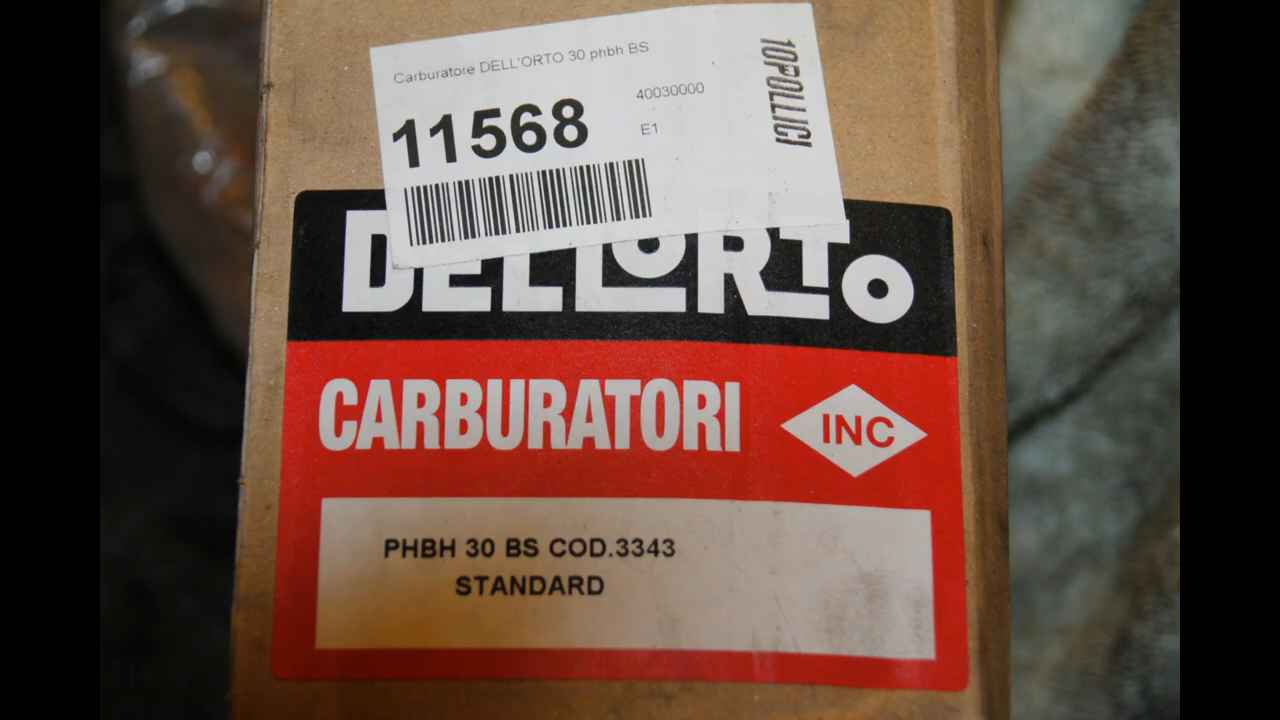 Carburatore DELL'ORTO 30 phbh BS
11568
40030000
E1
10POLLICI
DELL'ORTO
CARBURATORI
INC
PHBH 30 BS COD.3343
STANDARD